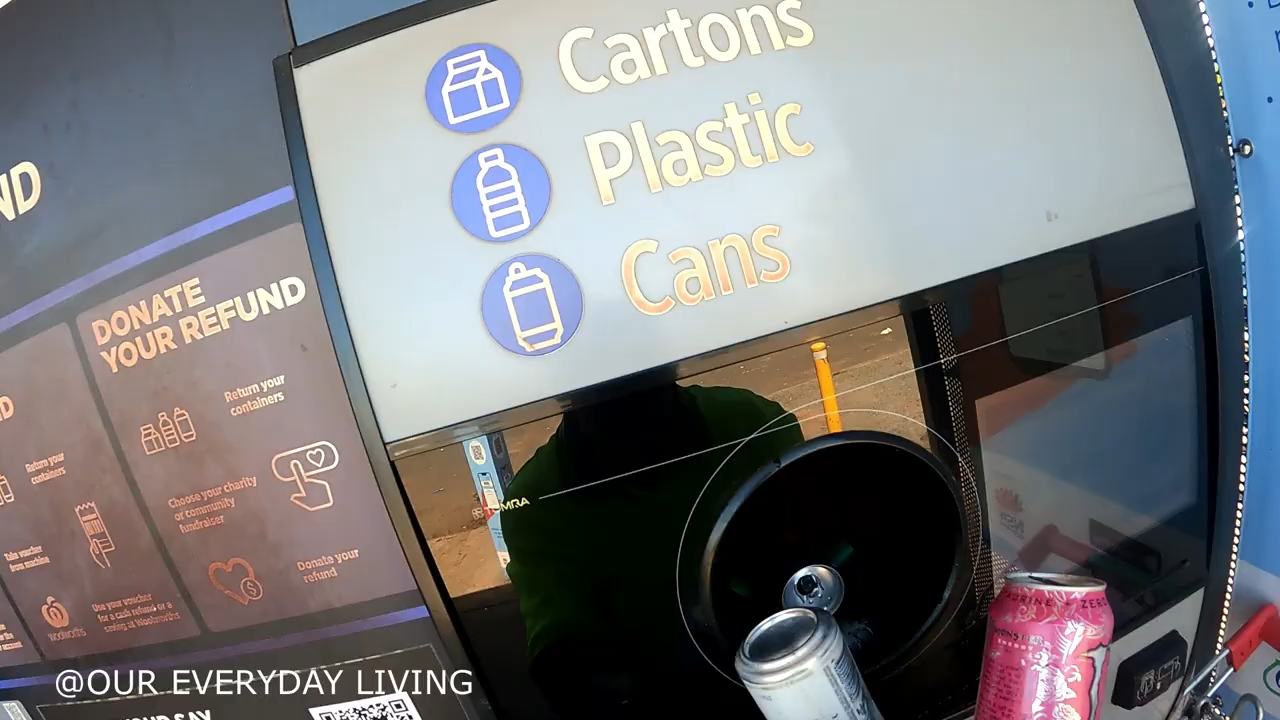 Cartons
Plastic
Cans
ND
DONATE
YOUR REFUND
Return your
containers
Choose your charity
or community
fundraiser
Donate your
refund
Return your
containers
Take voucher
from machine
Use your voucher
for a cash refund or a
saving at Woolworths
Woolworths
TOMRA
ZERO
MONSTER
@OUR EVERYDAY LIVING